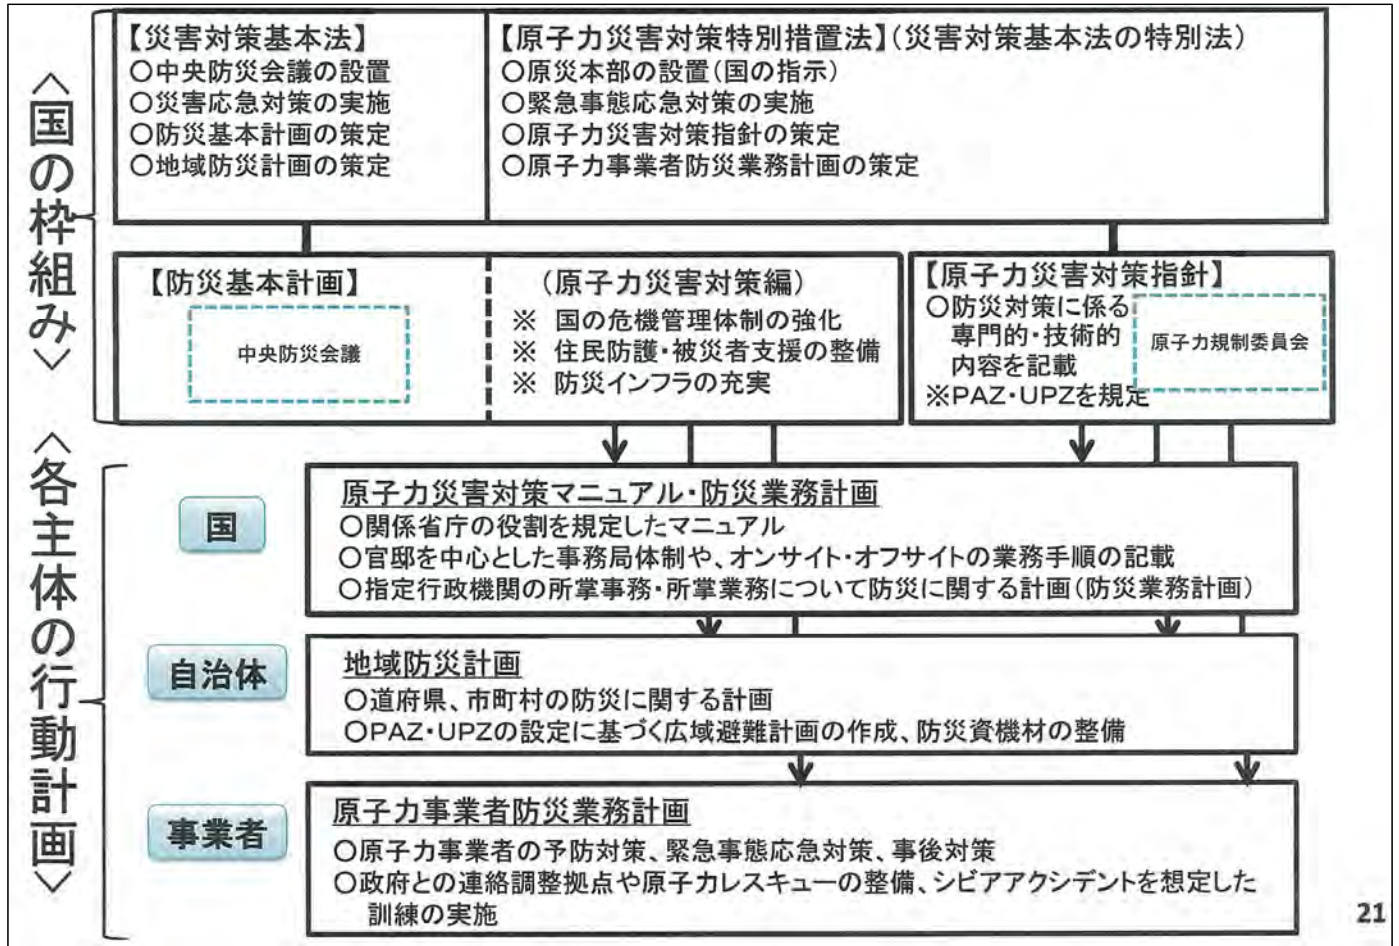 〈国の枠組み〉
【災害対策基本法】
○中央防災会議の設置
○災害応急対策の実施
○防災基本計画の策定
○地域防災計画の策定
【原子力災害対策特別措置法】(災害対策基本法の特別法)
○原災本部の設置(国の指示)
○緊急事態応急対策の実施
○原子力災害対策指針の策定
○原子力事業者防災業務計画の策定
【防災基本計画】
中央防災会議
(原子力災害対策編)
※ 国の危機管理体制の強化
※ 住民防護・被災者支援の整備
※ 防災インフラの充実
【原子力災害対策指針】
○防災対策に係る
専門的・技術的
内容を記載
※PAZ・UPZを規定
原子力規制委員会
〈各主体の行動計画〉
国
原子力災害対策マニュアル・防災業務計画
○関係省庁の役割を規定したマニュアル
○官邸を中心とした事務局体制や、オンサイト・オフサイトの業務手順の記載
○指定行政機関の所掌事務・所掌業務について防災に関する計画(防災業務計画)
自治体
地域防災計画
○道府県、市町村の防災に関する計画
○PAZ・UPZの設定に基づく広域避難計画の作成、防災資機材の整備
事業者
原子力事業者防災業務計画
○原子力事業者の予防対策、緊急事態応急対策、事後対策
○政府との連絡調整拠点や原子力レスキューの整備、シビアアクシデントを想定した
訓練の実施
21